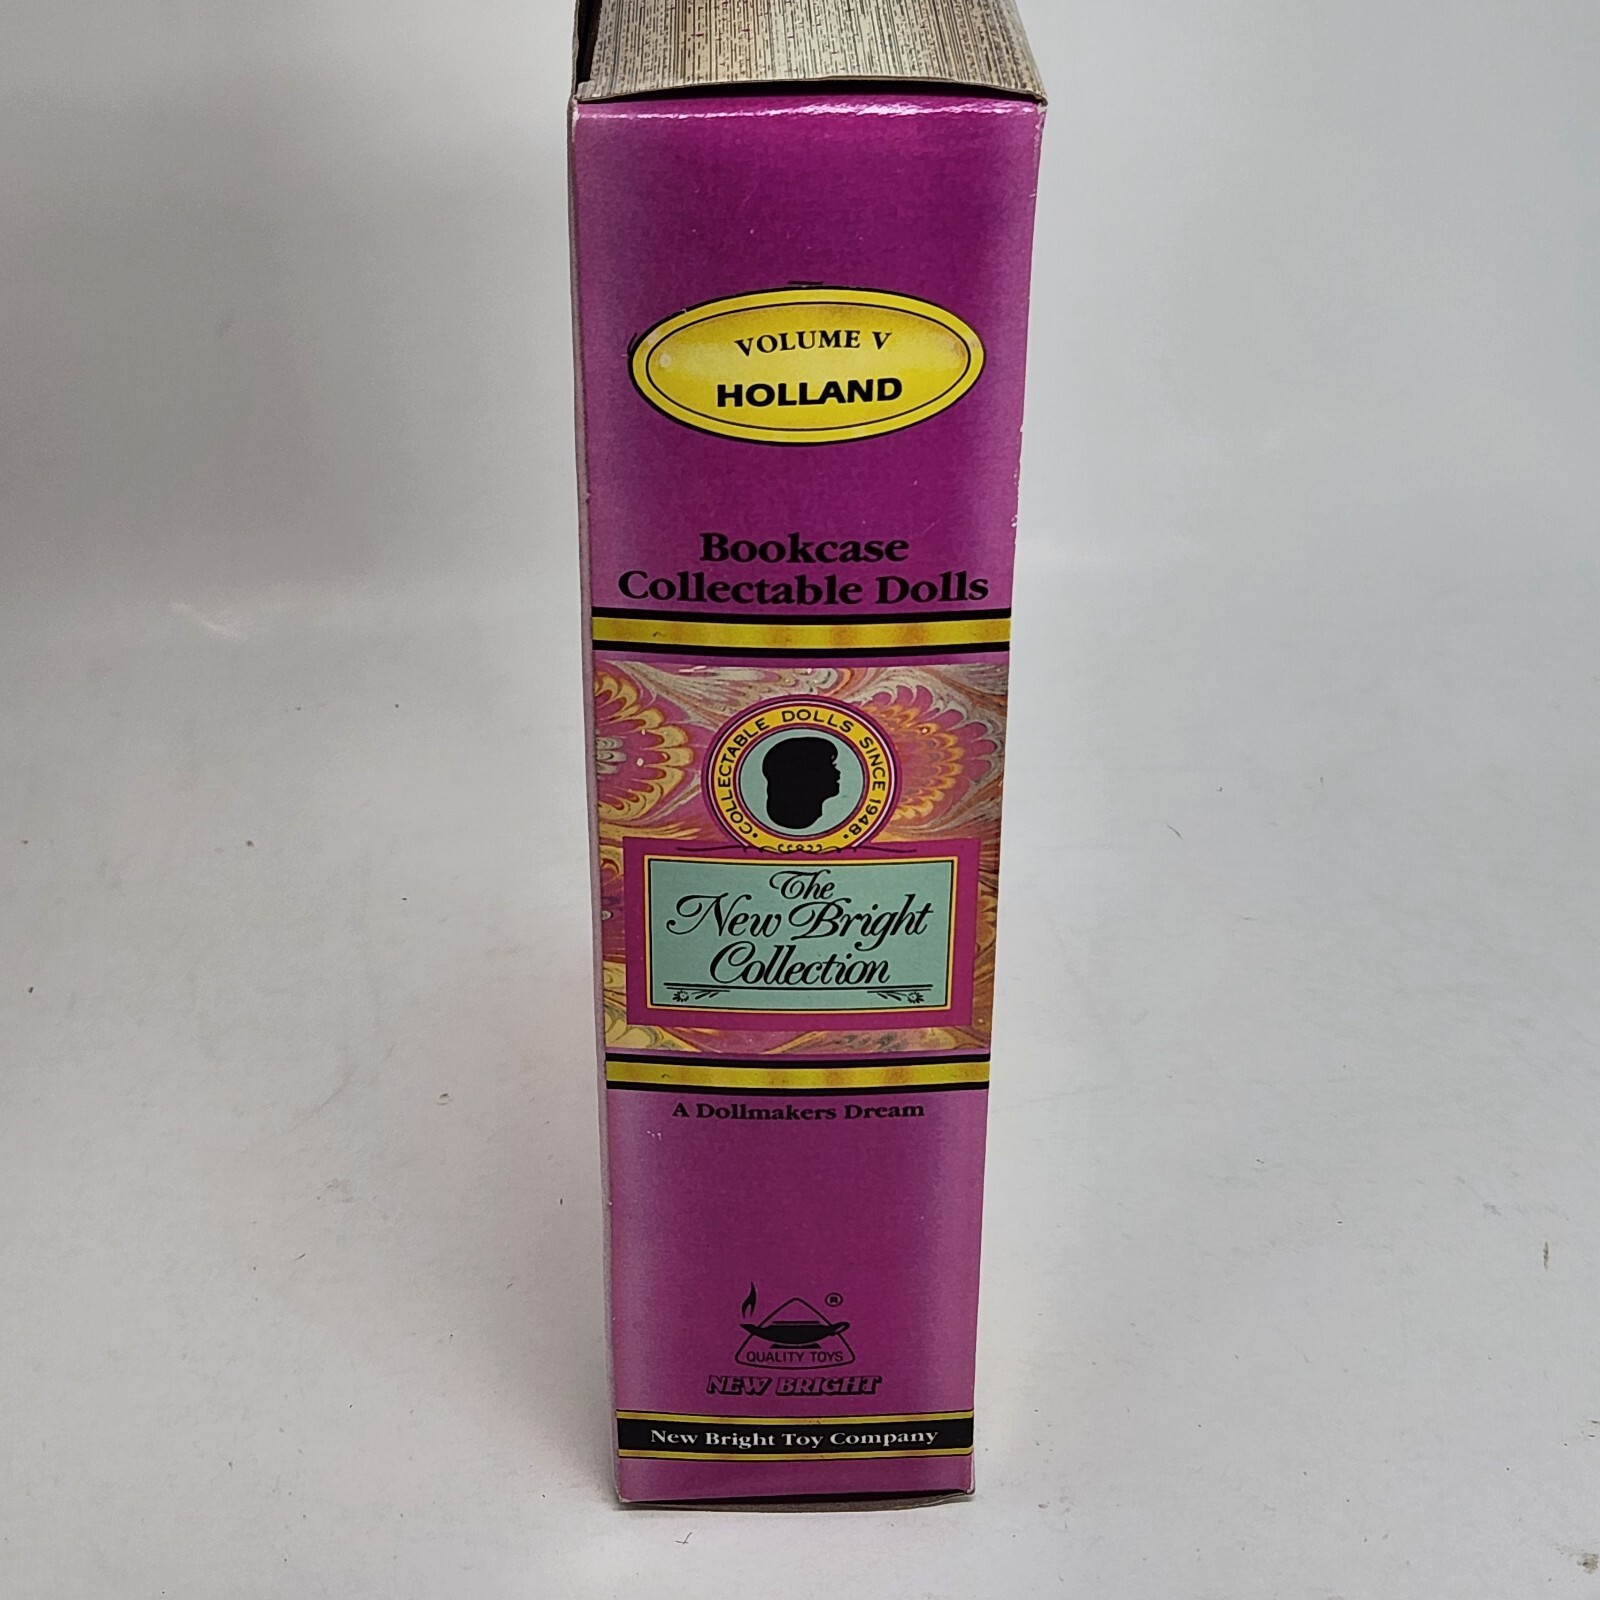 VOLUME V
HOLLAND
Bookcase
Collectable Dolls
·COLLECTABLE DOLLS SINCE 1948·
The
New Bright
Collection
A Dollmakers Dream
®
QUALITY TOYS
NEW BRIGHT
New Bright Toy Company